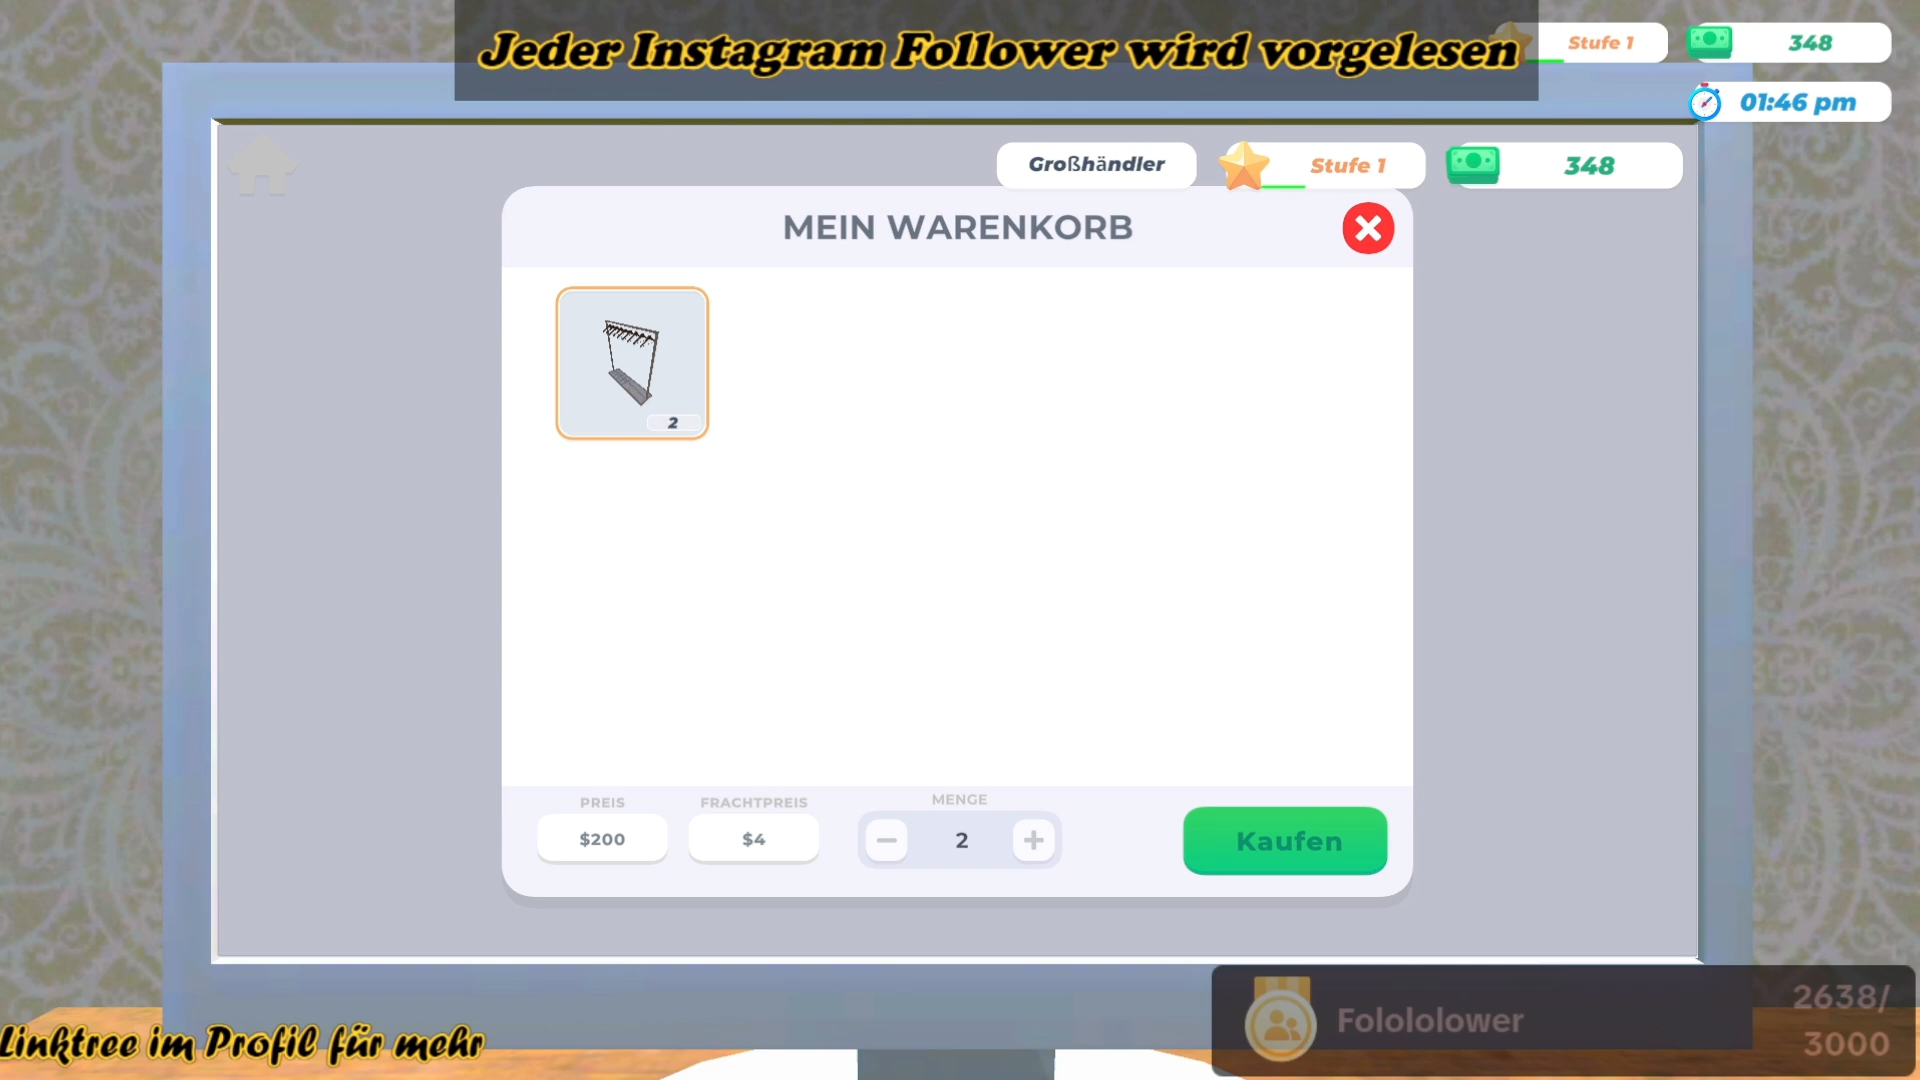 Jeder Instagram Follower wird vorgelesen
Stufe 1
348
01:46 pm
Großhändler
Stufe 1
348
MEIN WARENKORB
2
PREIS
FRACHTPREIS
MENGE
$200
$4
2
Kaufen
Linktree im Profil für mehr
Folololower
2638/
3000